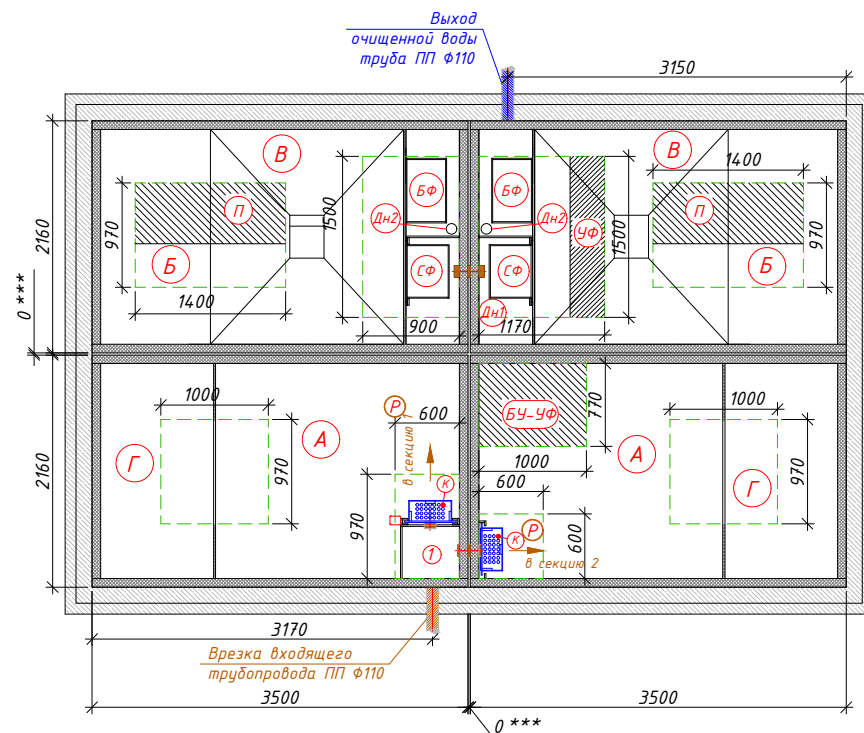 Выход
очищенной воды
труба ПП Ф110
3150
В
В
1400
БФ
БФ
П
П
970
1500
Дн2
Дн2
УФ
1500
970
2160
Б
СФ
СФ
Б
1400
Дн1
0 ***
900
1170
1000
Р
600
БУ-УФ
770
1000
А
в секцию 1
А
Г
970
1000
970
Г
2160
600
К
970
Р
600
1
К
в секцию 2
3170
Врезка входящего
трубопровода ПП Ф110
3500
3500
0 ***